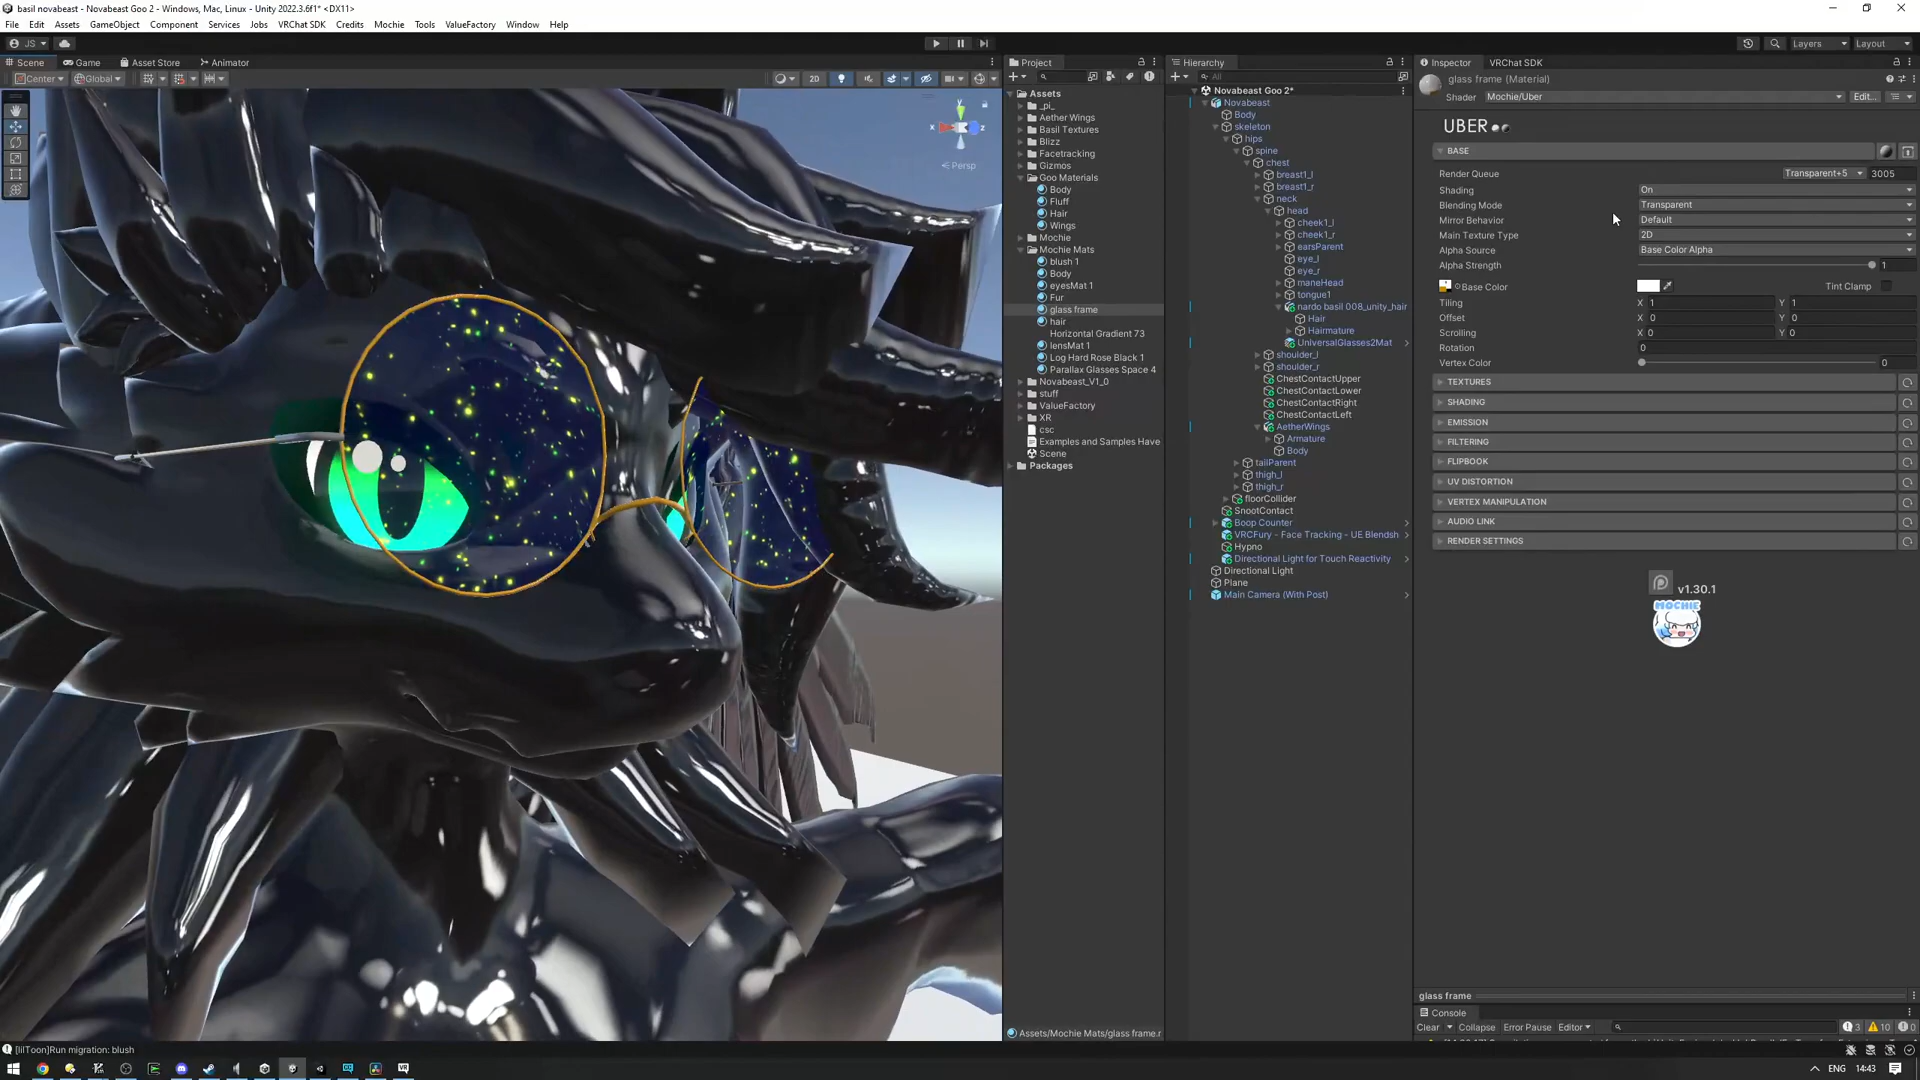 basil novabeast - Novabeast Goo 2 - Windows, Mac, Linux - Unity 2022.3.6f1* <DX11>
File Edit Assets GameObject Component Services Jobs Mochie Tools ValueFactory Window Help
JS
Layers Layout
Scene Game Asset Store Animator
Center Global 2D
y
x z
Persp
Project
Assets
_pi_
Aether Wings
Basil Textures
Blizz
Facetracking
Gizmos
Goo Materials
Body
Fluff
Hair
Wings
Mochie
Mochie Mats
blush 1
Body
eyesMat 1
Fur
glass frame
hair
Horizontal Gradient 73
lensMat 1
Log Hard Rose Black 1
Parallax Glasses Space 4
Novabeast_V1_0
stuff
ValueFactory
XR
csc
Examples and Samples Have
Scene
Packages
Assets/Mochie Mats/glass frame.r
Hierarchy
All
Novabeast Goo 2*
Novabeast
Body
skeleton
hips
spine
chest
breast1_l
breast1_r
neck
head
cheek1_l
cheek1_r
earsParent
eye_l
eye_r
maneHead
tongue1
nardo basil 008_unity_hair
Hair
Hairmature
UniversalGlasses2Mat
shoulder_l
shoulder_r
ChestContactUpper
ChestContactLower
ChestContactRight
ChestContactLeft
AetherWings
Armature
Body
tailParent
thigh_l
thigh_r
floorCollider
SnootContact
Boop Counter
VRCFury - Face Tracking - UE Blendsh
Hypno
Directional Light for Touch Reactivity
Directional Light
Plane
Main Camera (With Post)
Inspector VRChat SDK
glass frame (Material)
Shader Mochie/Uber Edit...
UBER
BASE
Render Queue Transparent+5 3005
Shading On
Blending Mode Transparent
Mirror Behavior Default
Main Texture Type 2D
Alpha Source Base Color Alpha
Alpha Strength 1
Base Color Tint Clamp
Tiling X 1 Y 1
Offset X 0 Y 0
Scrolling X 0 Y 0
Rotation 0
Vertex Color 0
TEXTURES
SHADING
EMISSION
FILTERING
FLIPBOOK
UV DISTORTION
VERTEX MANIPULATION
AUDIO LINK
RENDER SETTINGS
v1.30.1
MOCHIE
glass frame
Console
Clear Collapse Error Pause Editor 3 10 0
[lilToon]Run migration: blush
ENG 14:43